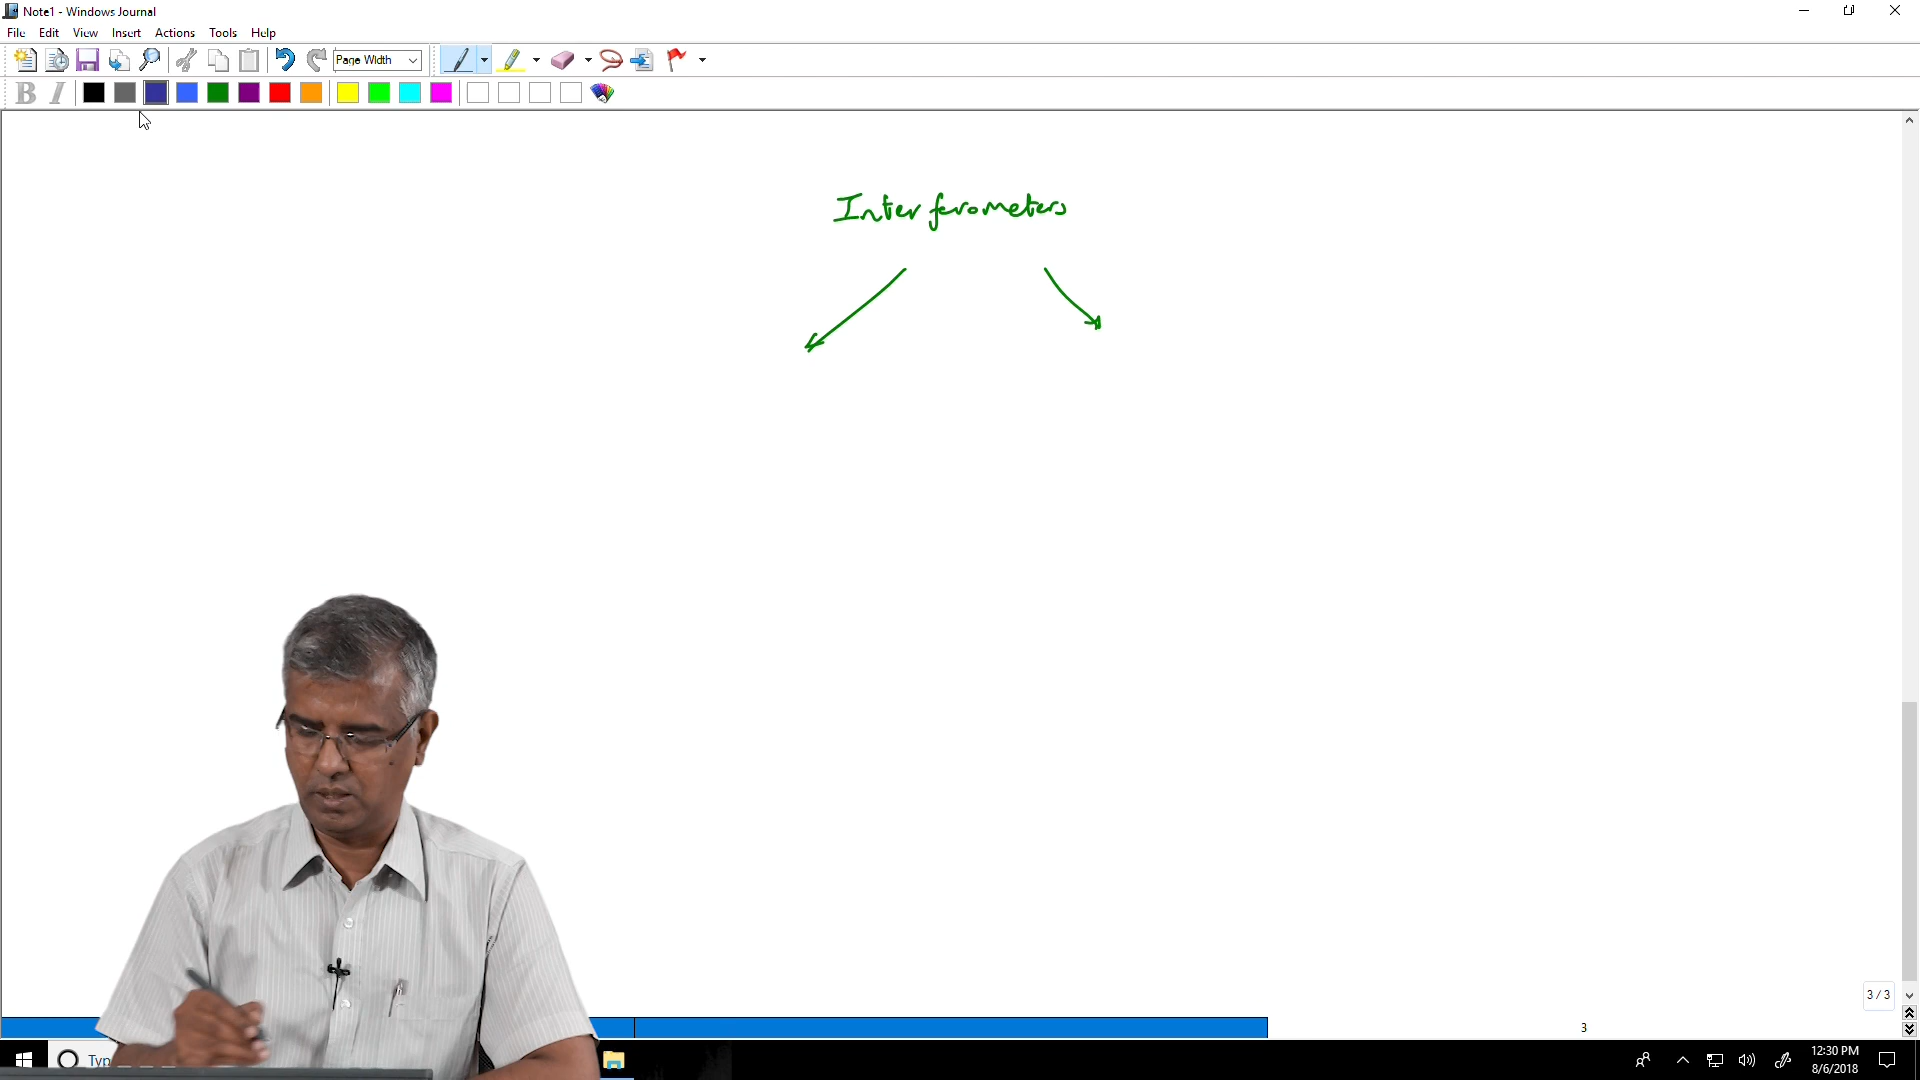 Note1 - Windows Journal
File Edit View Insert Actions Tools Help
Page Width
B I
Interferometers
3 / 3
3
Typ
12:30 PM
8/6/2018